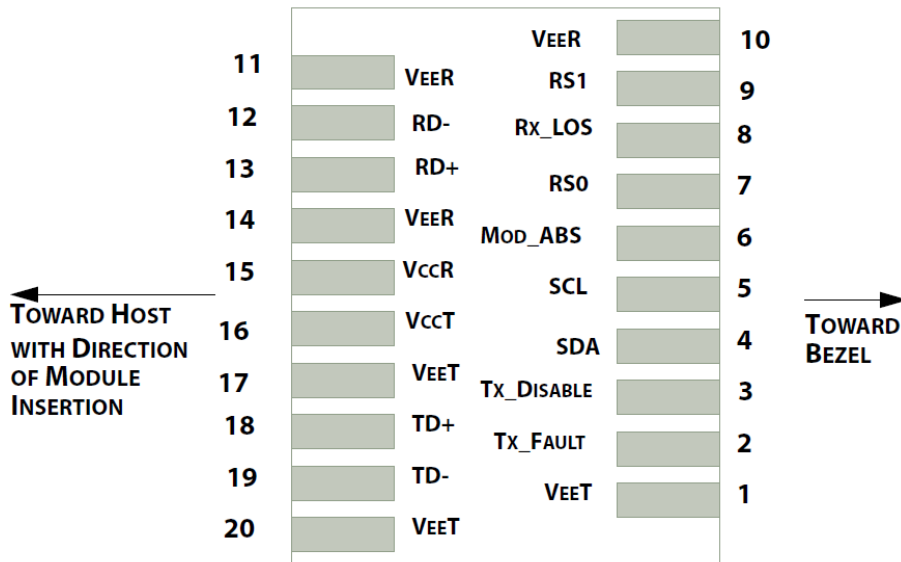 VEER 10
11 VEER
RS1 9
12 RD-
RX_LOS 8
13 RD+
RS0 7
14 VEER
MOD_ABS 6
15 VCCR
SCL 5
TOWARD HOST
WITH DIRECTION
OF MODULE
INSERTION
TOWARD
BEZEL
16 VCCT
SDA 4
17 VEET
TX_DISABLE 3
18 TD+
TX_FAULT 2
19 TD-
VEET 1
20 VEET